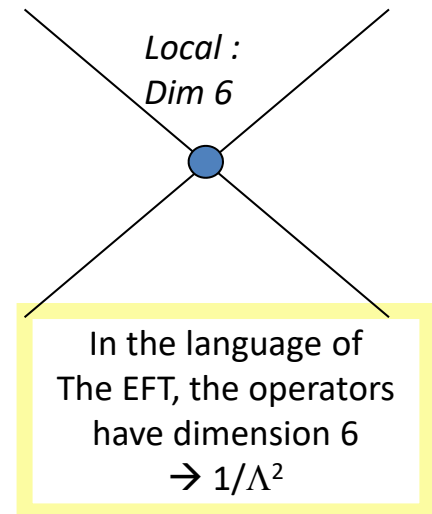 Local :
Dim 6
In the language of
The EFT, the operators
have dimension 6
→ 1/Λ²